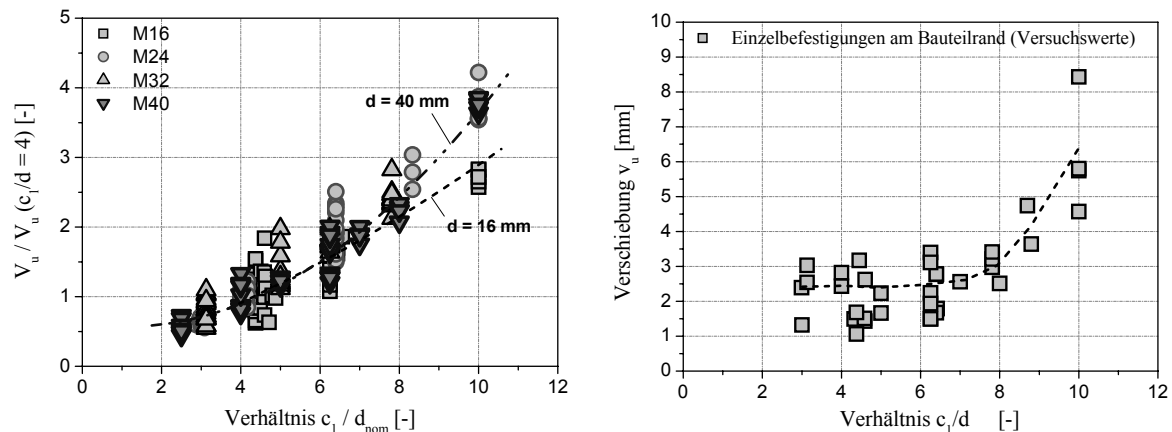 5
4
3
2
1
0
0 2 4 6 8 10 12
V_u / V_u (c_1/d = 4) [-]
Verhältnis c_1 / d_nom [-]
M16
M24
M32
M40
d = 40 mm
d = 16 mm
10
9
8
7
6
5
4
3
2
1
0
0 2 4 6 8 10 12
Verschiebung v_u [mm]
Verhältnis c_1/d [-]
Einzelbefestigungen am Bauteilrand (Versuchswerte)